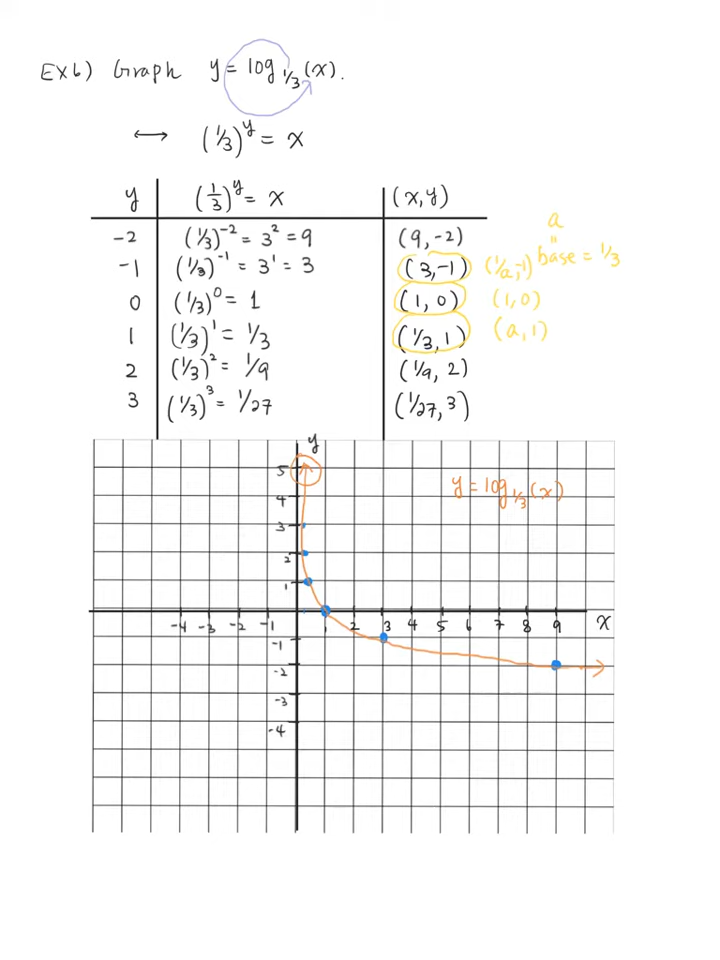 Ex6) Graph y = log_{1/3}(x).
⟷ (1/3)^y = x
y (1/3)^y = x (x,y)
a
"
-2 (1/3)^{-2} = 3^2 = 9 (9,-2)
base = 1/3
-1 (1/3)^{-1} = 3^1 = 3 (3,-1) (1/a,-1)
0 (1/3)^0 = 1 (1,0) (1,0)
1 (1/3)^1 = 1/3 (1/3,1) (a,1)
2 (1/3)^2 = 1/9 (1/9,2)
3 (1/3)^3 = 1/27 (1/27,3)
y
5
y = log_{1/3}(x)
4
3
2
1
-4 -3 -2 -1 1 2 3 4 5 6 7 8 9 x
-1
-2
-3
-4